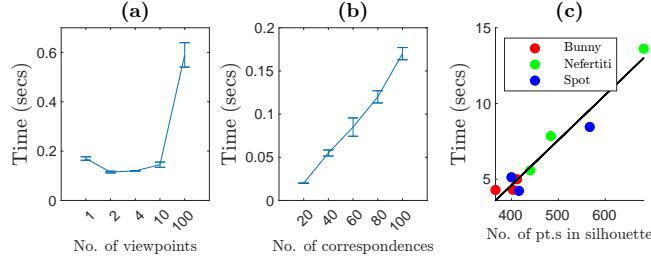 (a)
Time (secs)
0.6
0.4
0.2
0
1
2
4
10
100
No. of viewpoints
(b)
Time (secs)
0.2
0.15
0.1
0.05
0
20
40
60
80
100
No. of correspondences
(c)
Time (secs)
15
10
5
Bunny
Nefertiti
Spot
400
500
600
No. of pt.s in silhouette